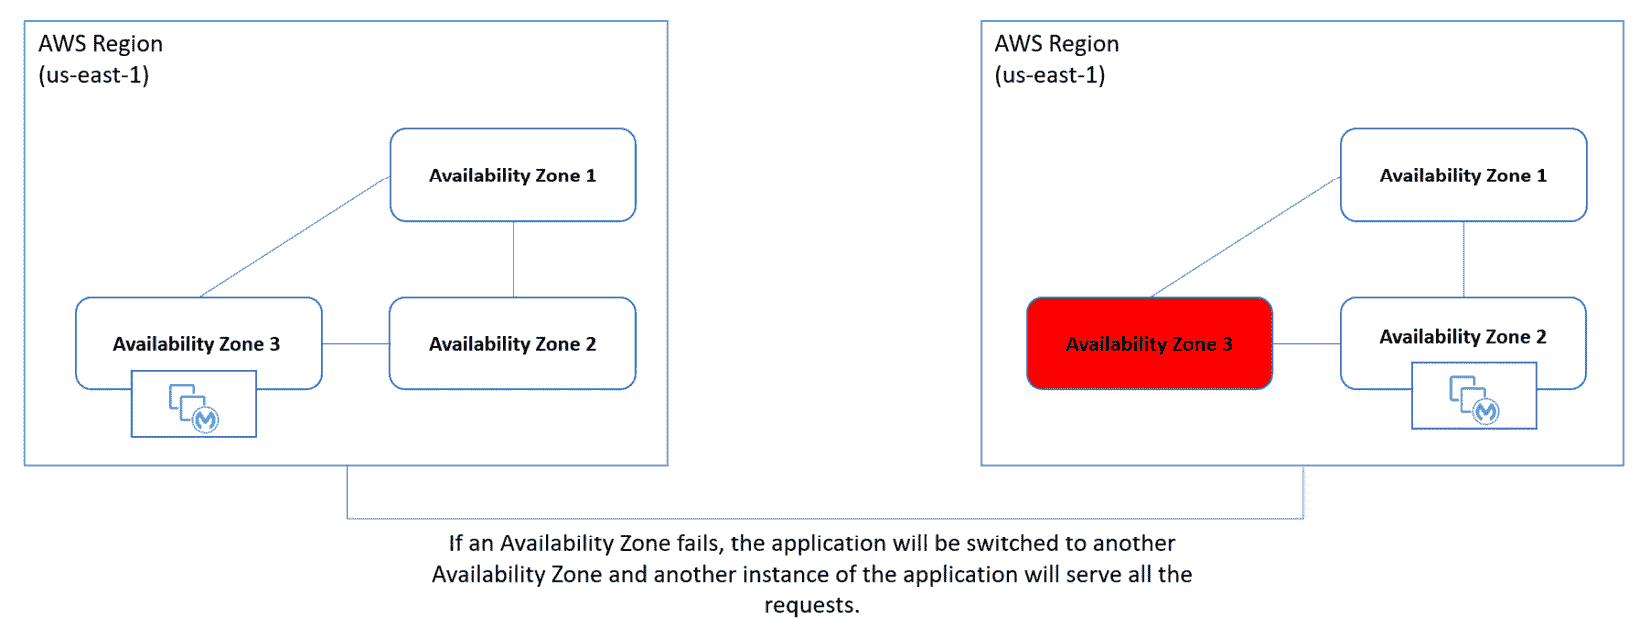 AWS Region
(us-east-1)
Availability Zone 1
Availability Zone 3
Availability Zone 2
AWS Region
(us-east-1)
Availability Zone 1
Availability Zone 3
Availability Zone 2
If an Availability Zone fails, the application will be switched to another
Availability Zone and another instance of the application will serve all the
requests.